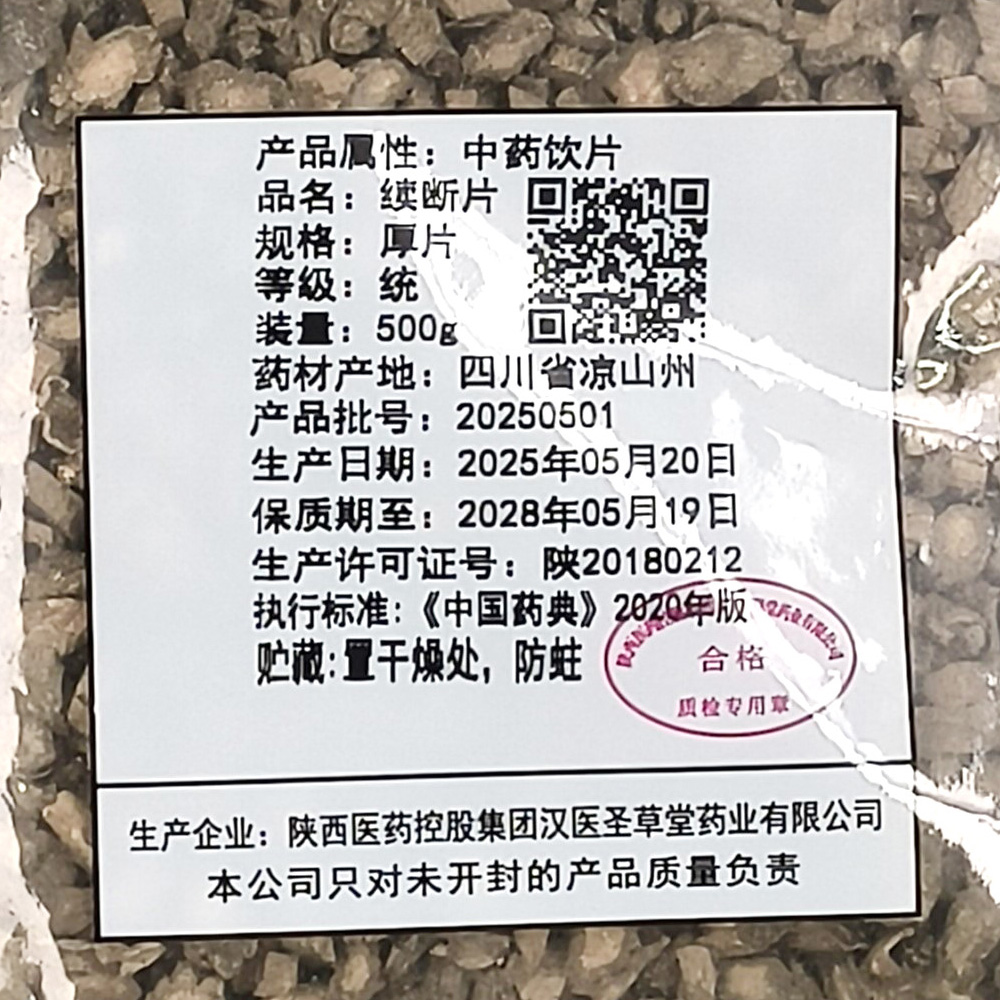 产品属性：中药饮片
品名：续断片
规格：厚片
等级：统
装量：500g
药材产地：四川省凉山州
产品批号：20250501
生产日期：2025年05月20日
保质期至：2028年05月19日
生产许可证号：陕20180212
执行标准：《中国药典》2020年版
贮藏：置干燥处，防蛀
药业有限公司
合格
质检专用章
生产企业：陕西医药控股集团汉医圣草堂药业有限公司
本公司只对未开封的产品质量负责